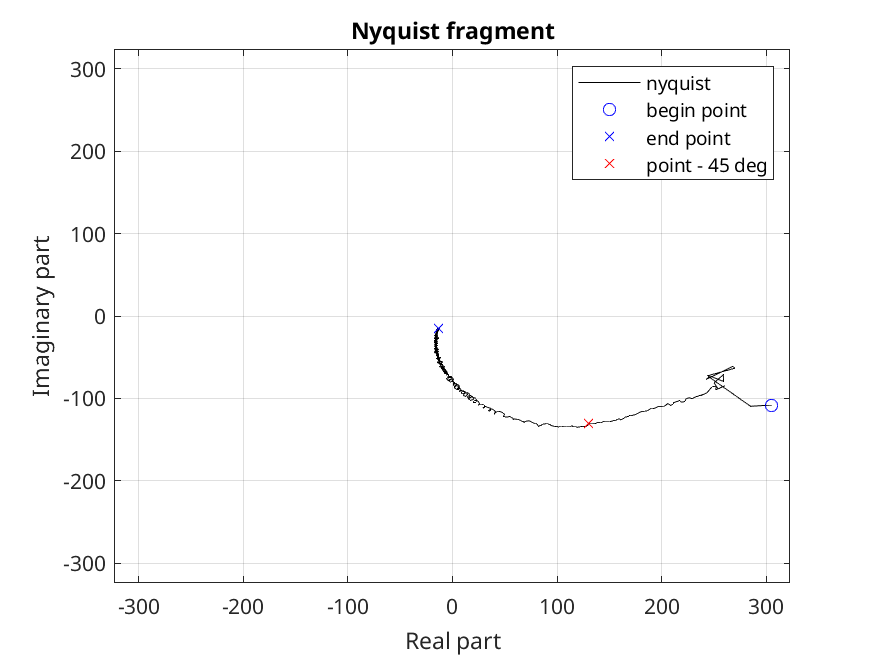 Nyquist fragment
nyquist
begin point
end point
point - 45 deg
300
200
100
0
-100
-200
-300
Imaginary part
-300
-200
-100
0
100
200
300
Real part